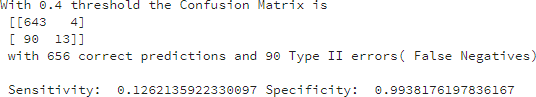 With 0.4 threshold the Confusion Matrix is
[[643 4]
[ 90 13]]
with 656 correct predictions and 90 Type II errors( False Negatives)
Sensitivity: 0.1262135922330097 Specificity: 0.9938176197836167